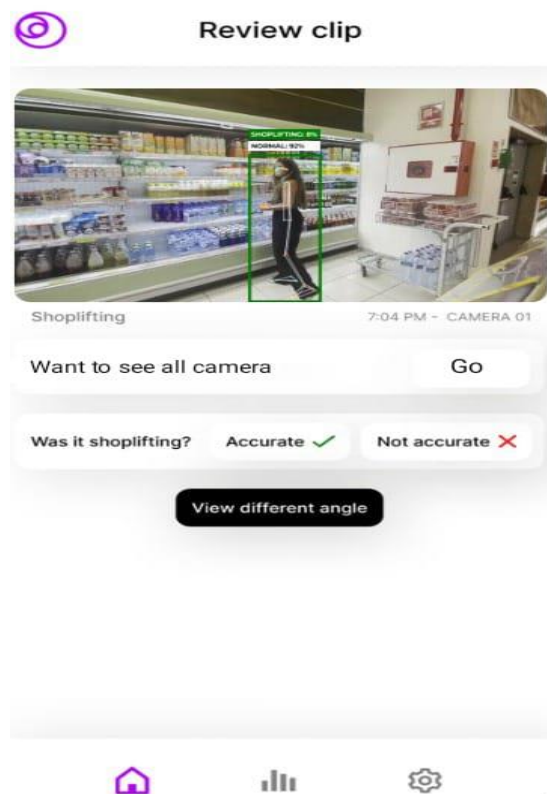 Review clip
SHOPLIFTING: 8%
NORMAL: 92%
Shoplifting
7:04 PM - CAMERA 01
Want to see all camera
Go
Was it shoplifting?
Accurate
Not accurate
View different angle